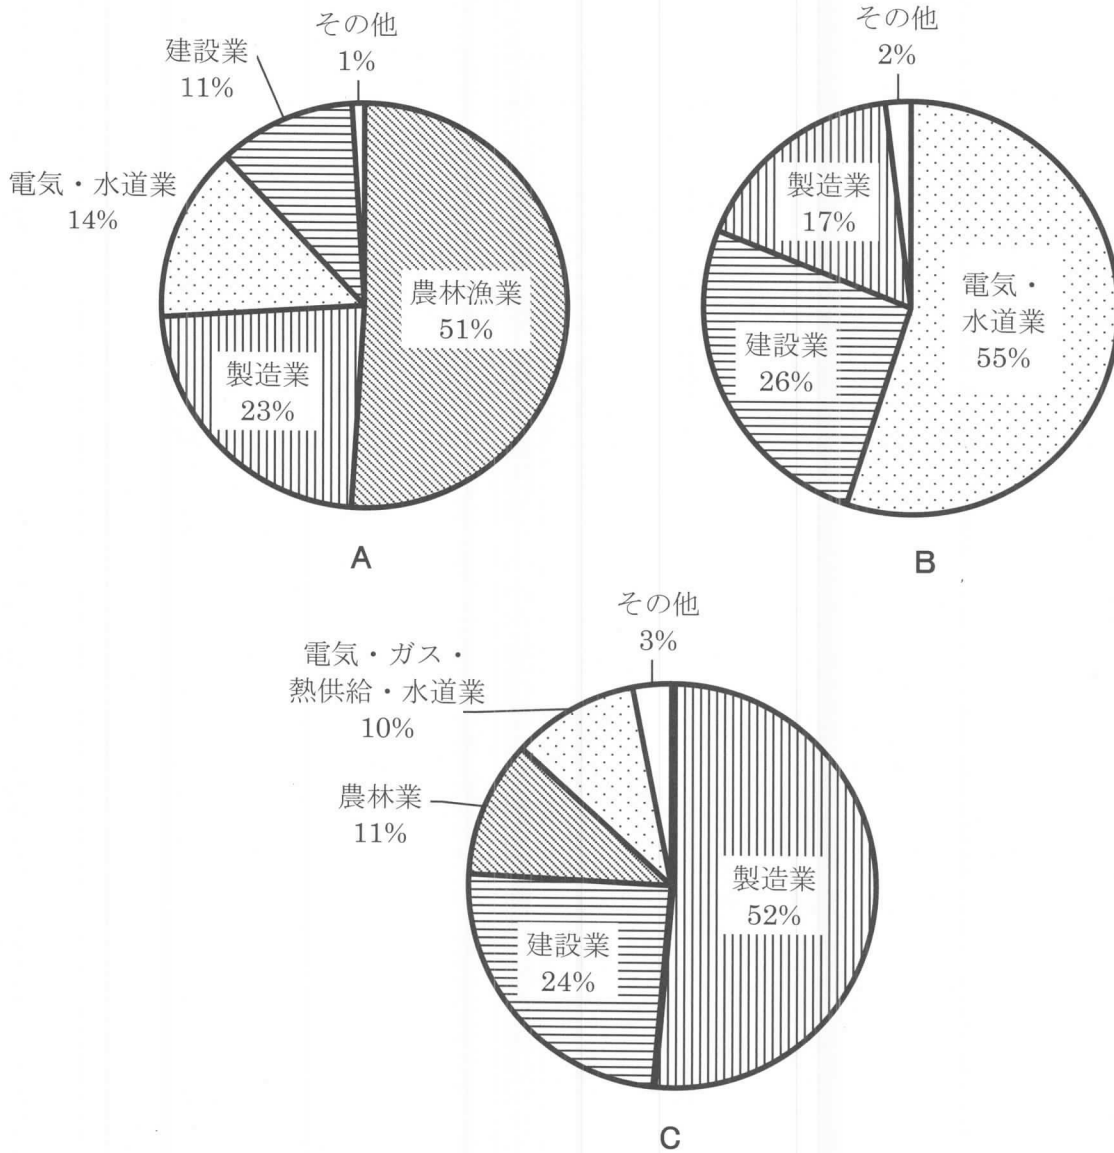 その他
1%
建設業
11%
電気・水道業
14%
農林漁業
51%
製造業
23%
A
その他
2%
製造業
17%
電気・
水道業
55%
建設業
26%
B
その他
3%
電気・ガス・
熱供給・水道業
10%
農林業
11%
製造業
52%
建設業
24%
C